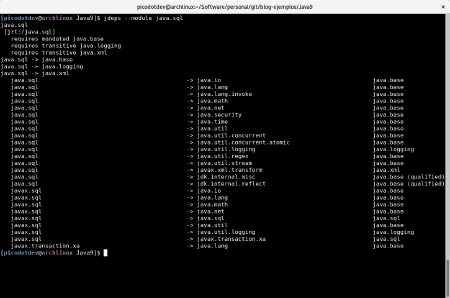 picodotdev@archlinux:~/Software/personal/git/blog-ejemplos/Java9
[picodotdev@archlinux Java9]$ jdeps --module java.sql
java.sql
 [jrt:/java.sql]
   requires mandated java.base
   requires transitive java.logging
   requires transitive java.xml
java.sql -> java.base
java.sql -> java.logging
java.sql -> java.xml
   java.sql -> java.io java.base
   java.sql -> java.lang java.base
   java.sql -> java.lang.invoke java.base
   java.sql -> java.math java.base
   java.sql -> java.net java.base
   java.sql -> java.security java.base
   java.sql -> java.time java.base
   java.sql -> java.util java.base
   java.sql -> java.util.concurrent java.base
   java.sql -> java.util.concurrent.atomic java.base
   java.sql -> java.util.logging java.logging
   java.sql -> java.util.regex java.base
   java.sql -> java.util.stream java.base
   java.sql -> javax.xml.transform java.xml
   java.sql -> jdk.internal.misc java.base (qualified)
   java.sql -> jdk.internal.reflect java.base (qualified)
   javax.sql -> java.io java.base
   javax.sql -> java.lang java.base
   javax.sql -> java.math java.base
   javax.sql -> java.net java.base
   javax.sql -> java.sql java.sql
   javax.sql -> java.util java.base
   javax.sql -> java.util.logging java.logging
   javax.sql -> javax.transaction.xa java.sql
   javax.transaction.xa -> java.lang java.base
[picodotdev@archlinux Java9]$